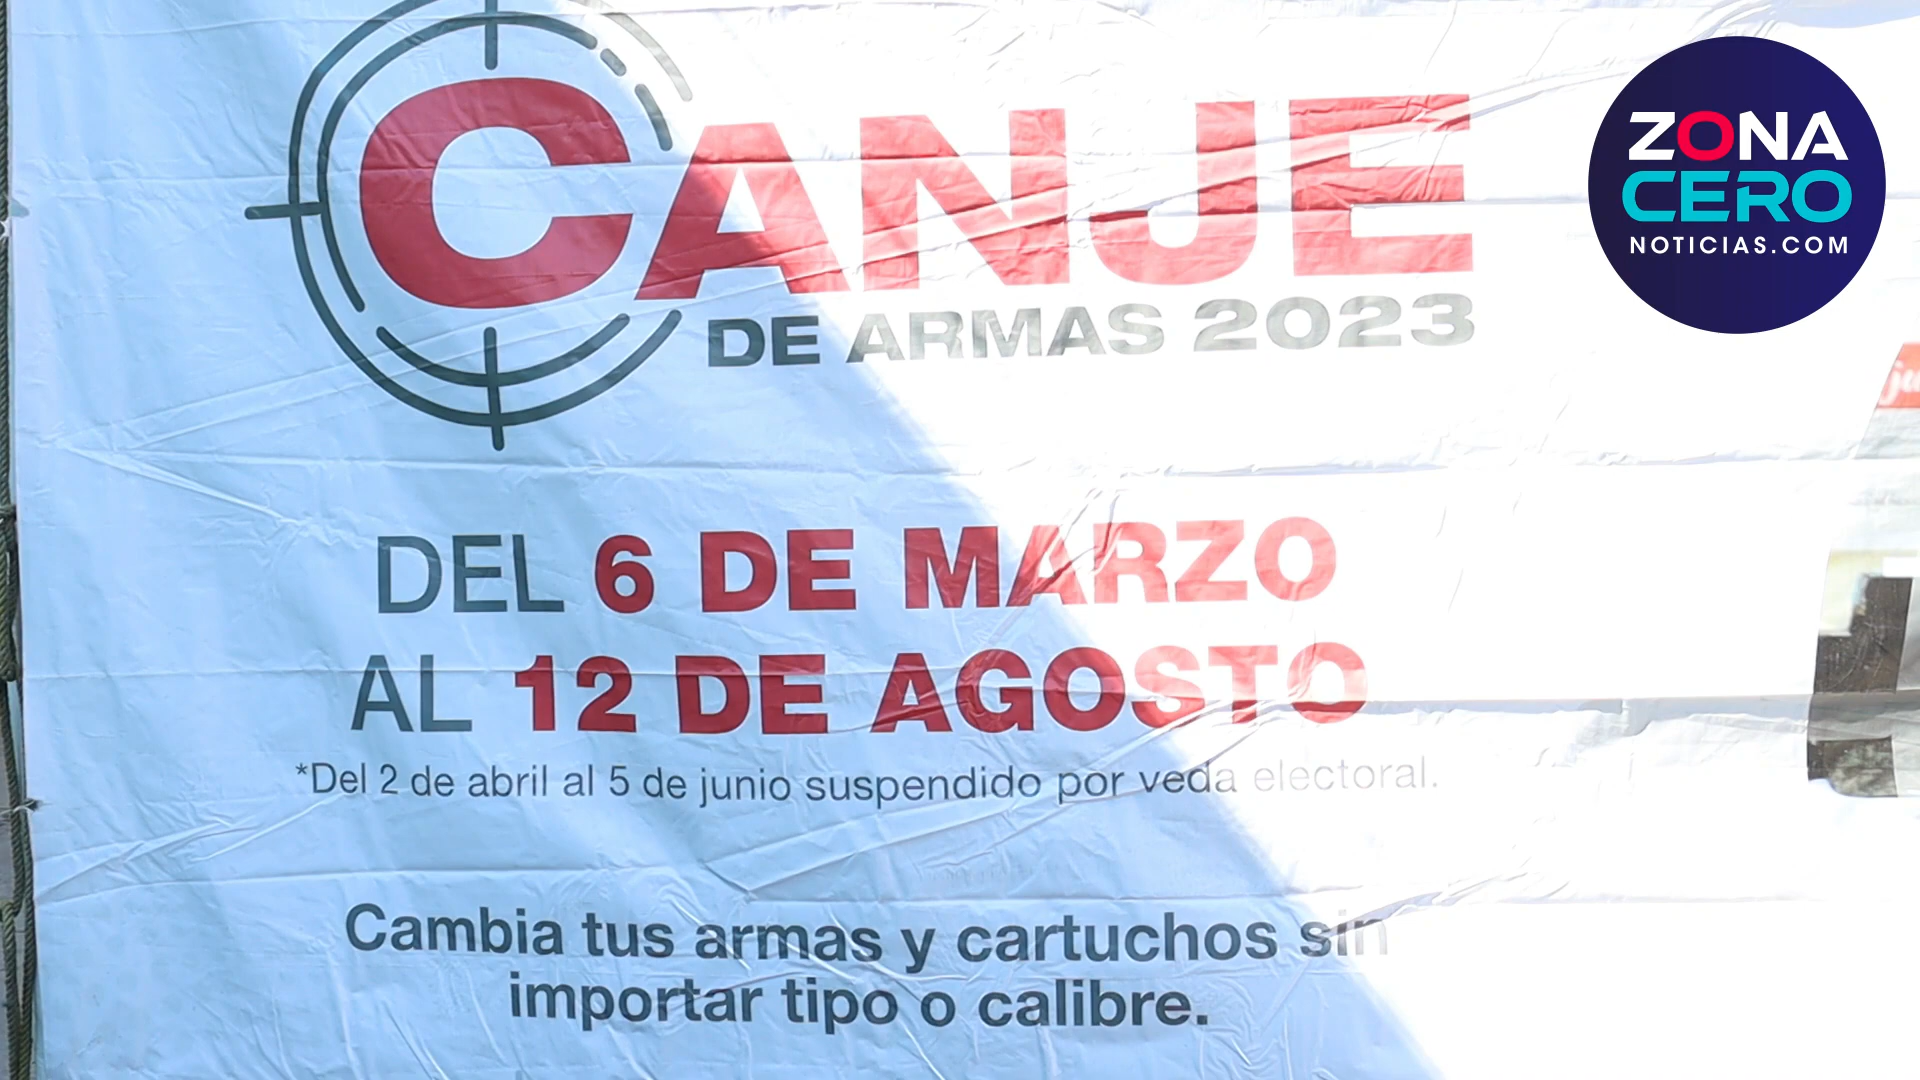 CANJE
DE ARMAS 2023
ZONA
CERO
NOTICIAS.COM
DEL 6 DE MARZO
AL 12 DE AGOSTO
*Del 2 de abril al 5 de junio suspendido por veda electoral.
Cambia tus armas y cartuchos sin
importar tipo o calibre.